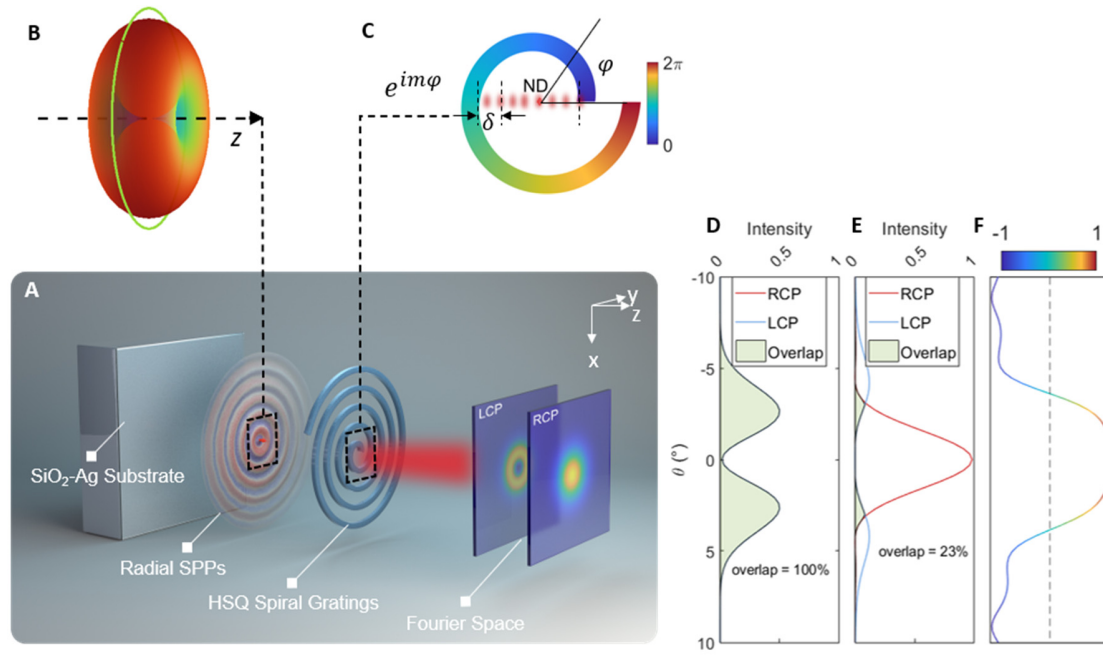 B
z
C
e^{imφ}
ND
φ
δ
2π
0
A
y
z
x
LCP
RCP
SiO₂-Ag Substrate
Radial SPPs
HSQ Spiral Gratings
Fourier Space
D
Intensity
0
0.5
1
RCP
LCP
Overlap
overlap = 100%
-10
-5
0
5
10
θ (°)
E
Intensity
0
0.5
1
RCP
LCP
Overlap
overlap = 23%
F
-1
1